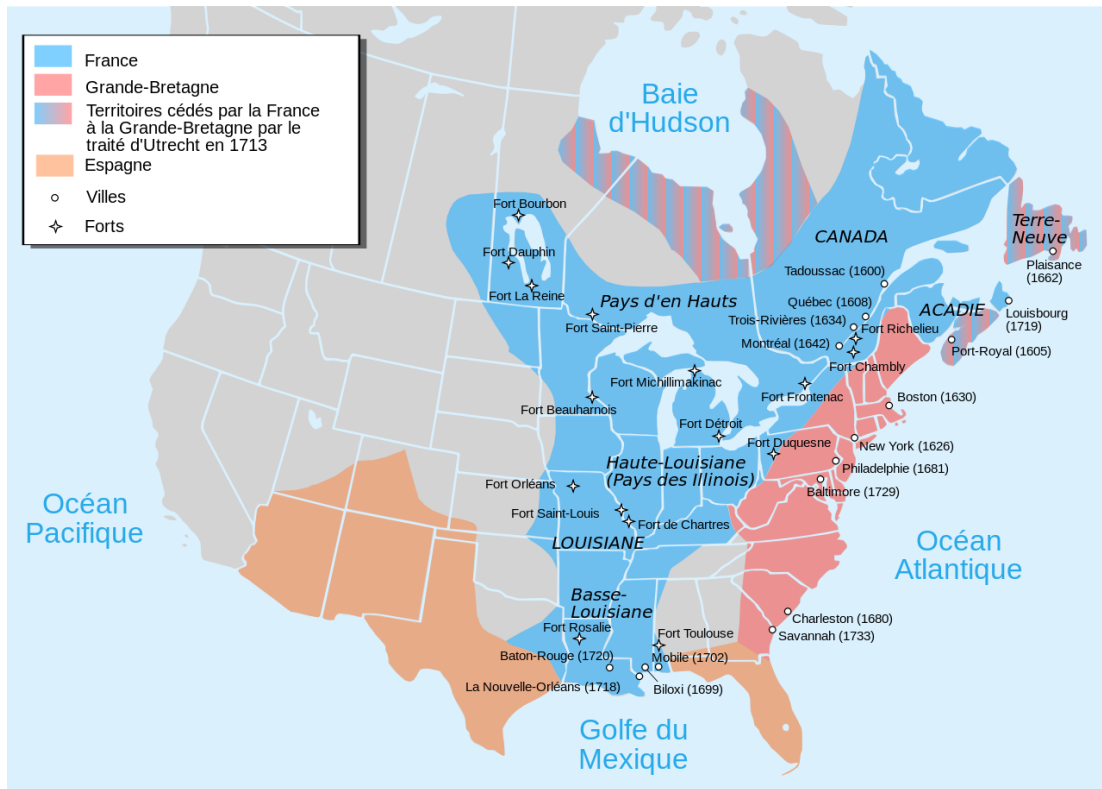 France
Grande-Bretagne
Territoires cédés par la France
à la Grande-Bretagne par le
traité d'Utrecht en 1713
Espagne
Villes
Forts
Baie
d'Hudson
Fort Bourbon
Fort Dauphin
Fort La Reine
Terre-
Neuve
Plaisance
(1662)
CANADA
Tadoussac (1600)
Pays d'en Hauts
Québec (1608)
ACADIE
Louisbourg
(1719)
Trois-Rivières (1634)
Fort Richelieu
Fort Saint-Pierre
Montréal (1642)
Port-Royal (1605)
Fort Chambly
Fort Michillimakinac
Fort Frontenac
Boston (1630)
Fort Beauharnois
Fort Détroit
Fort Duquesne
New York (1626)
Haute-Louisiane
(Pays des Illinois)
Philadelphie (1681)
Fort Orléans
Baltimore (1729)
Océan
Pacifique
Fort Saint-Louis
Fort de Chartres
LOUISIANE
Océan
Atlantique
Basse-
Louisiane
Charleston (1680)
Fort Rosalie
Fort Toulouse
Savannah (1733)
Baton-Rouge (1720)
Mobile (1702)
La Nouvelle-Orléans (1718)
Biloxi (1699)
Golfe du
Mexique